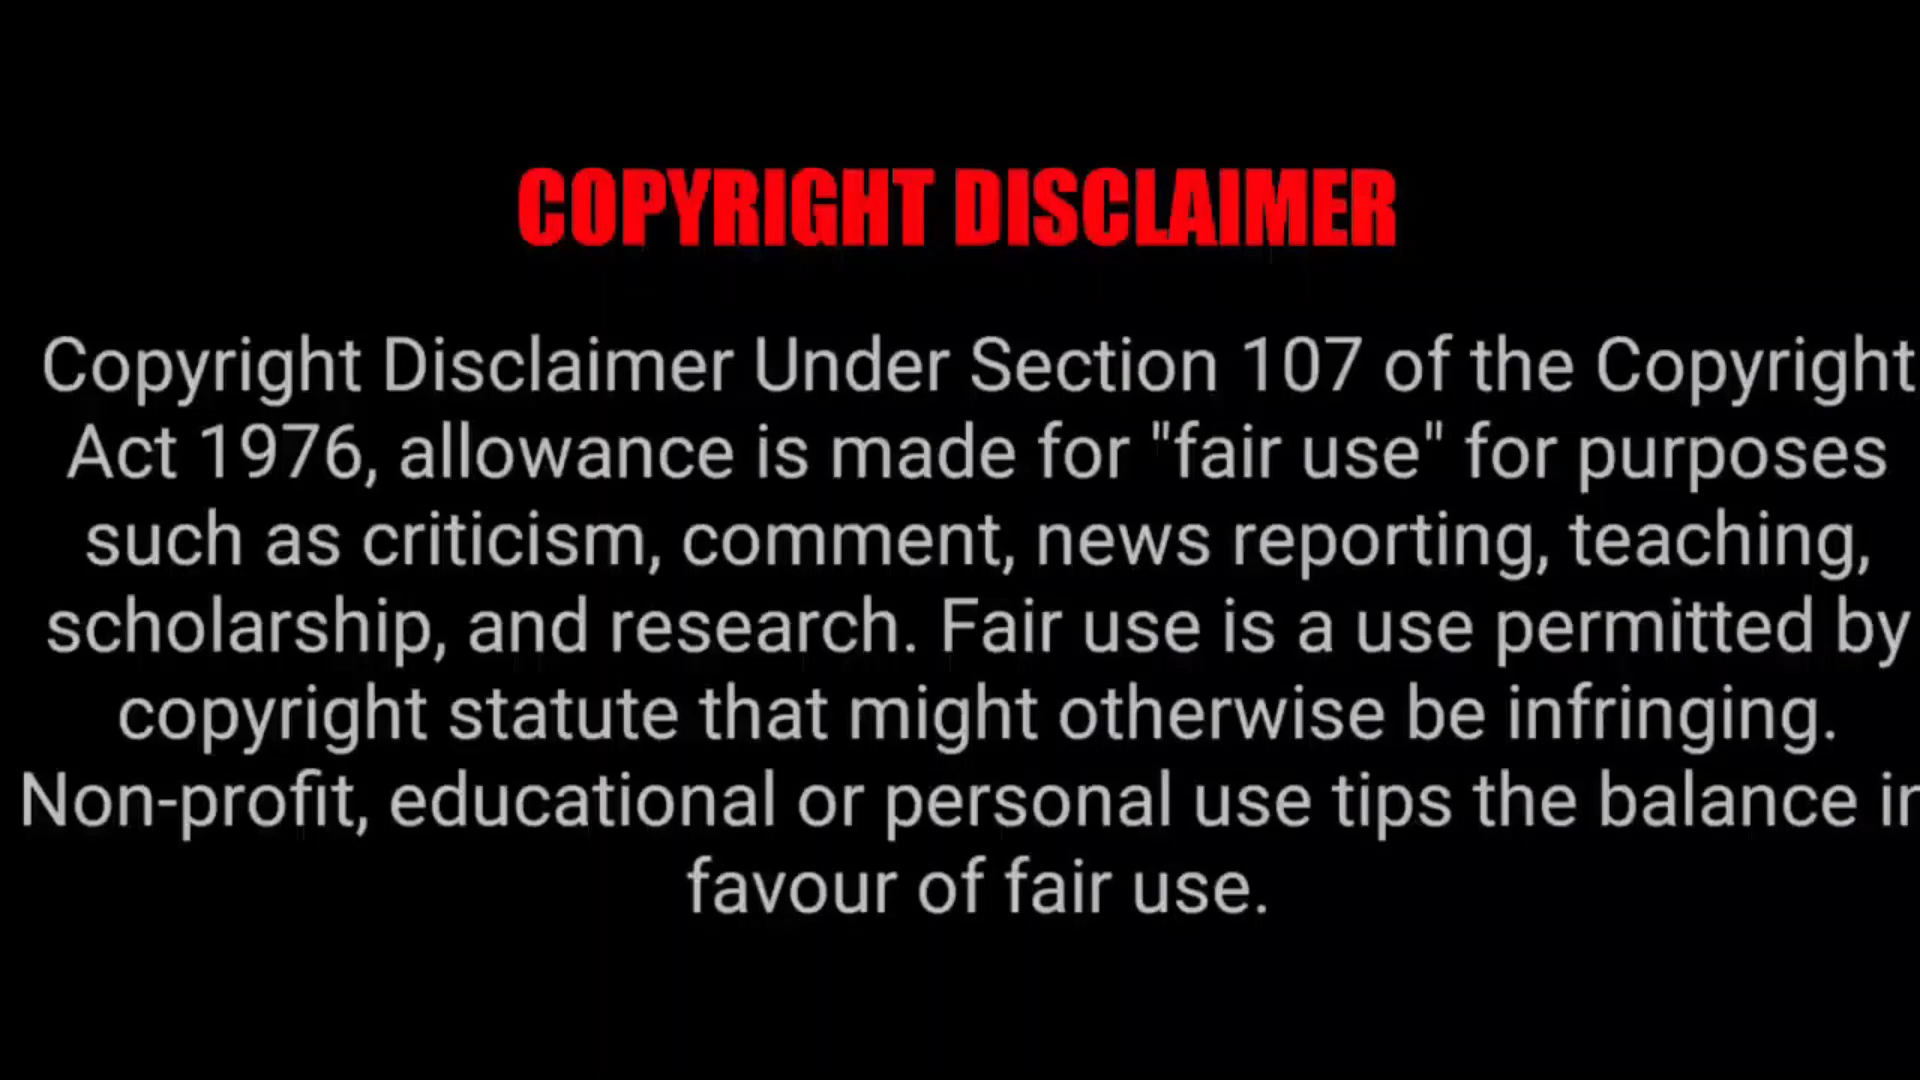 COPYRIGHT DISCLAIMER
Copyright Disclaimer Under Section 107 of the Copyright
Act 1976, allowance is made for "fair use" for purposes
such as criticism, comment, news reporting, teaching,
scholarship, and research. Fair use is a use permitted by
copyright statute that might otherwise be infringing.
Non-profit, educational or personal use tips the balance in
favour of fair use.